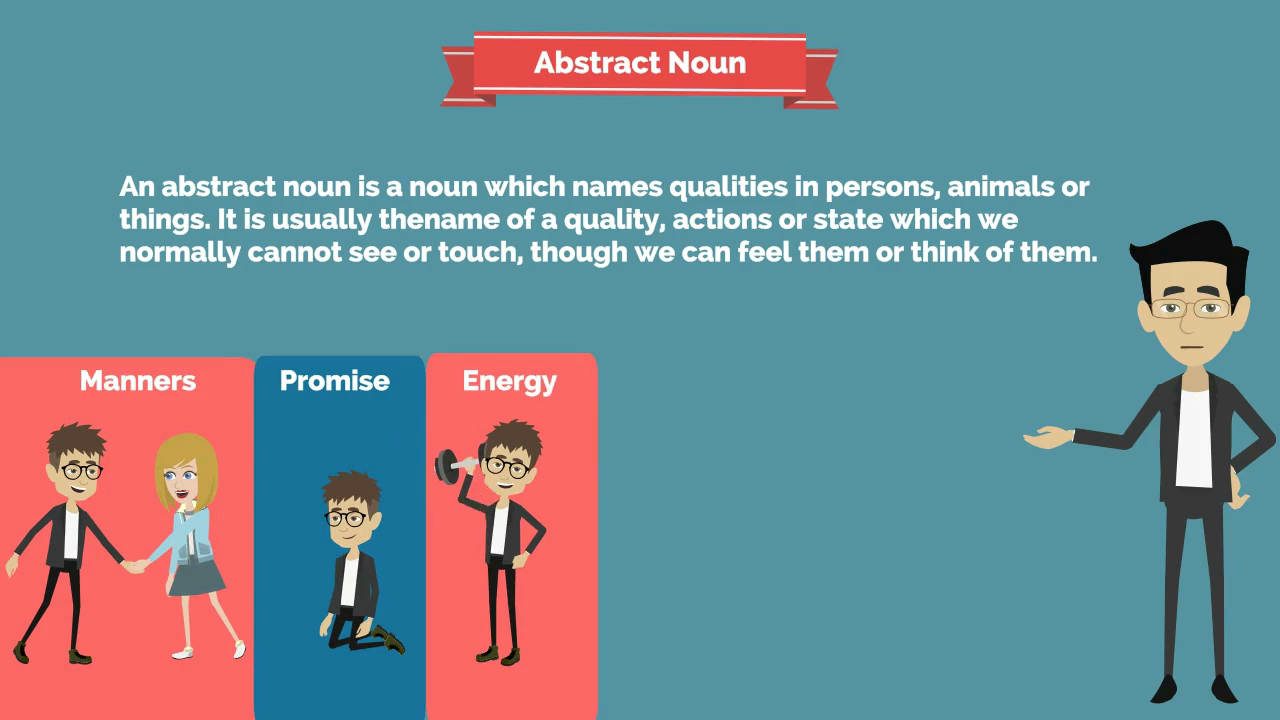 Abstract Noun
An abstract noun is a noun which names qualities in persons, animals or
things. It is usually thename of a quality, actions or state which we
normally cannot see or touch, though we can feel them or think of them.
Manners
Promise
Energy